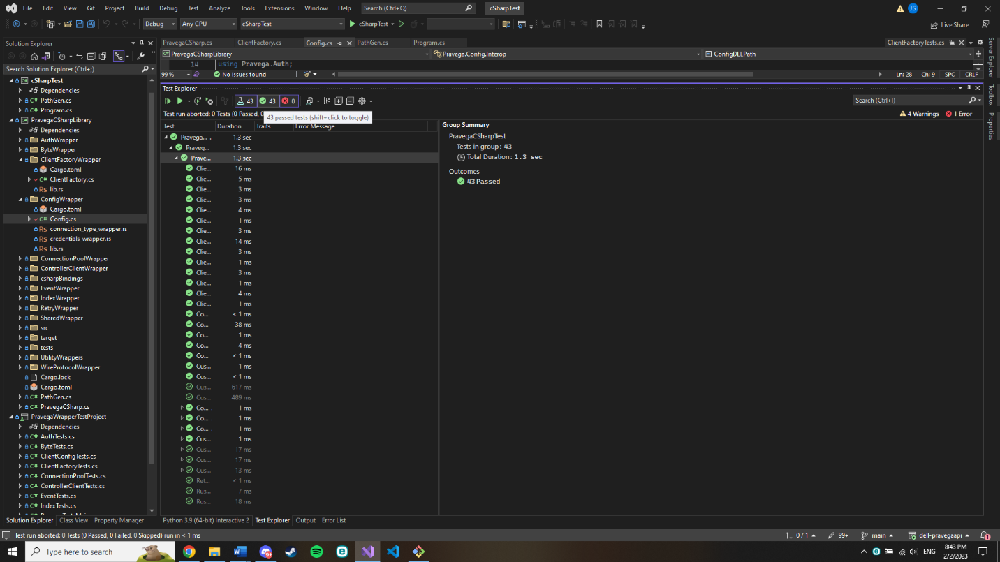 File Edit View Git Project Build Debug Test Analyze Tools Extensions Window Help Search (Ctrl+Q) cSharpTest JS
Debug Any CPU cSharpTest cSharpTest Live Share
Solution Explorer
Search Solution Explorer (Ctrl+;)
cSharpTest
Dependencies
C# PathGen.cs
C# Program.cs
PravegaCSharpLibrary
Dependencies
AuthWrapper
ByteWrapper
ClientFactoryWrapper
Cargo.toml
C# ClientFactory.cs
Rs lib.rs
ConfigWrapper
Cargo.toml
C# Config.cs
Rs connection_type_wrapper.rs
Rs credentials_wrapper.rs
Rs lib.rs
ConnectionPoolWrapper
ControllerClientWrapper
csharpBindings
EventWrapper
IndexWrapper
RetryWrapper
SharedWrapper
src
target
tests
UtilityWrappers
WireProtocolWrapper
Cargo.lock
Cargo.toml
C# PathGen.cs
C# PravegaCSharp.cs
PravegaWrapperTestProject
Dependencies
C# AuthTests.cs
C# ByteTests.cs
C# ClientConfigTests.cs
C# ClientFactoryTests.cs
C# ConnectionPoolTests.cs
C# ControllerClientTests.cs
C# EventTests.cs
C# IndexTests.cs
Solution Explorer Class View Property Manager
PravegaCSharp.cs ClientFactory.cs Config.cs PathGen.cs Program.cs ClientFactoryTests.cs
PravegaCSharpLibrary Pravega.Config.Interop ConfigDLLPath
14 using Pravega.Auth;
99 % No issues found Ln: 28 Ch: 9 SPC CRLF
Test Explorer
43 43 0 Search (Ctrl+I)
Test run aborted: 0 Tests (0 Passed, 0 4 Warnings 1 Error
43 passed tests (shift+click to toggle)
Test Duration Traits Error Message
Pravega... . 1.3 sec
Praveg... 1.3 sec
Prave... 1.3 sec
Clie... 16 ms
Clie... 5 ms
Clie... 3 ms
Clie... 3 ms
Clie... 4 ms
Clie... 1 ms
Clie... 3 ms
Clie... 14 ms
Clie... 3 ms
Clie... 1 ms
Clie... 3 ms
Clie... 1 ms
Clie... 4 ms
Clie... 1 ms
Co... < 1 ms
Co... 38 ms
Co... 1 ms
Co... 4 ms
Co... < 1 ms
Cus... 1 ms
Cus... < 1 ms
Cus... 617 ms
Cus... 489 ms
Co... . 1 ms
Co... . 1 ms
Co... . 1 ms
Cus... 1 ms
Cus... 17 ms
Cus... 17 ms
Cus... 13 ms
Ret... < 1 ms
Rus... 7 ms
Rus... 18 ms
Group Summary
PravegaCSharpTest
Tests in group: 43
Total Duration: 1.3 sec
Outcomes
43 Passed
Python 3.9 (64-bit) Interactive 2 Test Explorer Output Error List
Server Explorer
Toolbox
Properties
Test run aborted: 0 Tests (0 Passed, 0 Failed, 0 Skipped) run in < 1 ms 0 / 1 99+ main dell-pravegaapi 1
Type here to search ENG 8:43 PM
2/2/2023